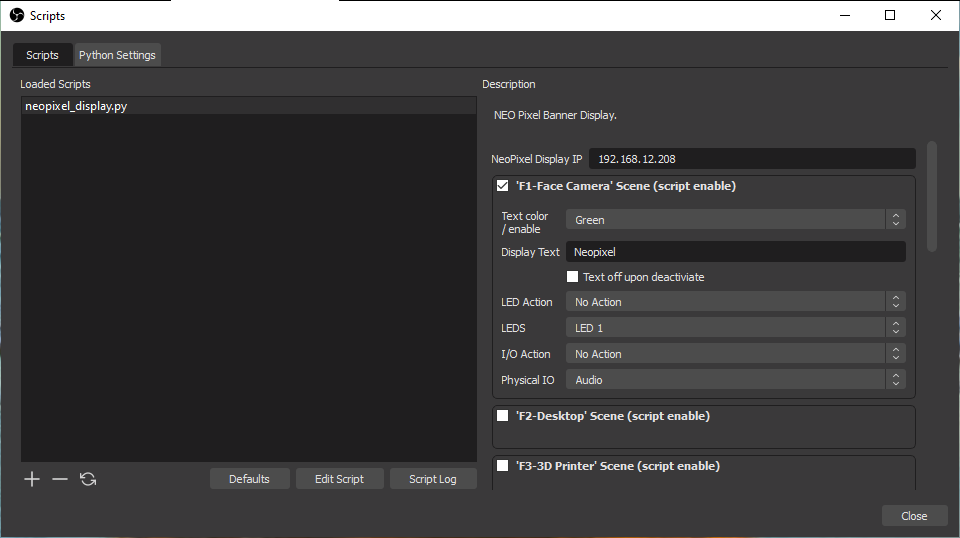 Scripts
Scripts
Python Settings
Loaded Scripts
neopixel_display.py
Defaults
Edit Script
Script Log
Description
NEO Pixel Banner Display.
NeoPixel Display IP
192.168.12.208
'F1-Face Camera' Scene (script enable)
Text color
/ enable
Green
Display Text
Neopixel
Text off upon deactiviate
LED Action
No Action
LEDS
LED 1
I/O Action
No Action
Physical IO
Audio
'F2-Desktop' Scene (script enable)
'F3-3D Printer' Scene (script enable)
Close